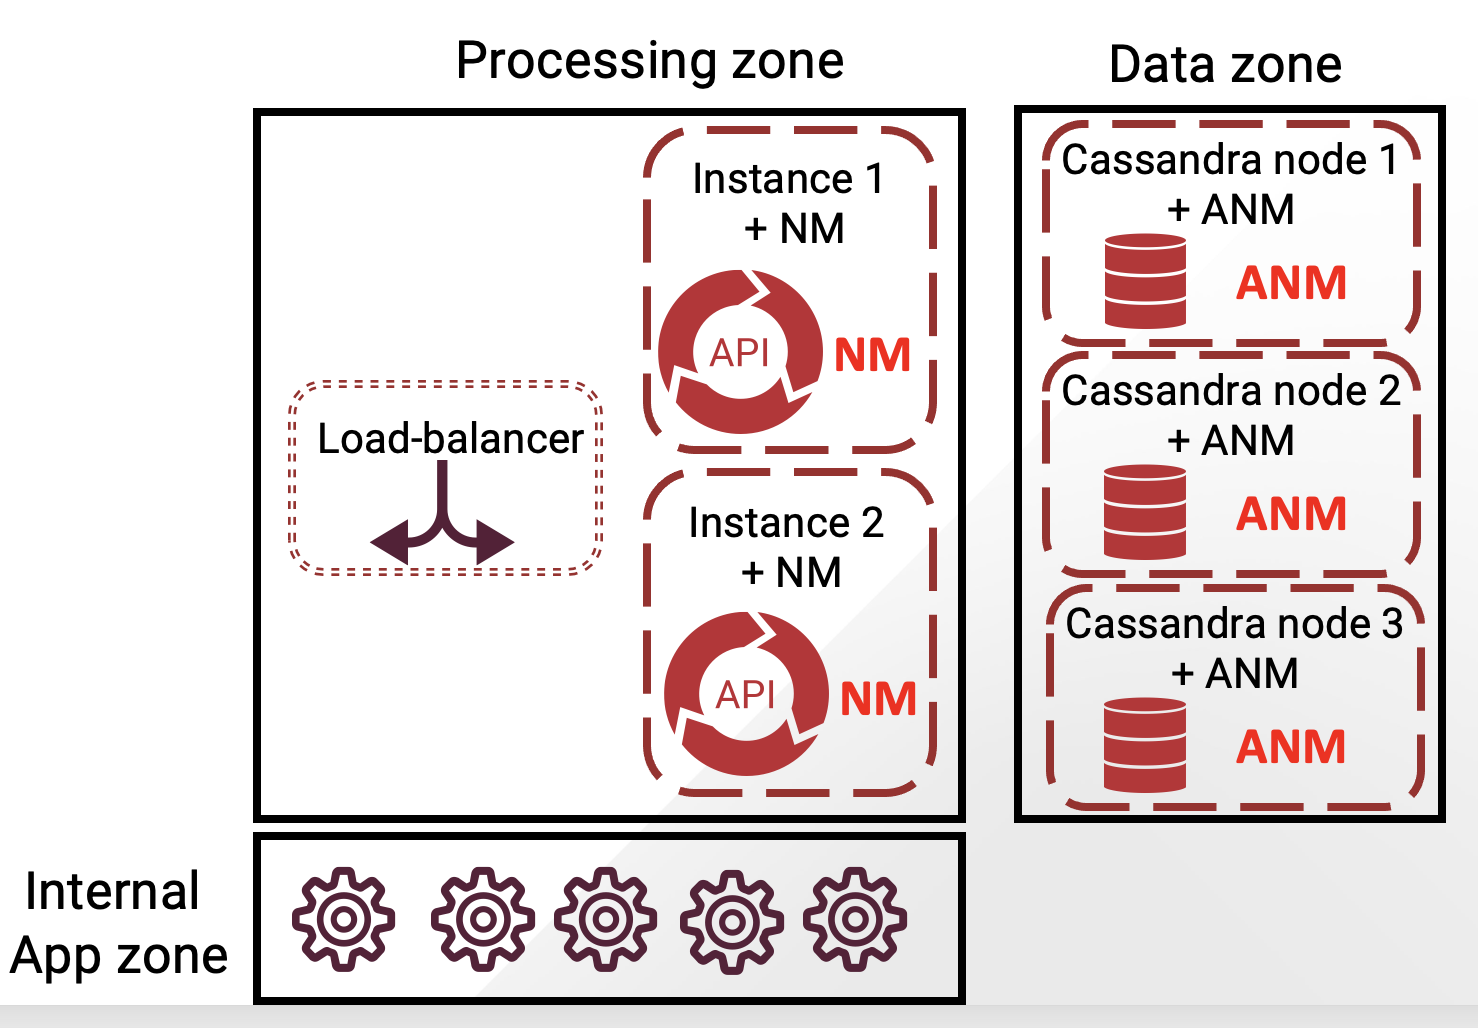 Processing zone
Data zone
Load-balancer
Instance 1
+ NM
API
NM
Instance 2
+ NM
API
NM
Cassandra node 1
+ ANM
ANM
Cassandra node 2
+ ANM
ANM
Cassandra node 3
+ ANM
ANM
Internal
App zone